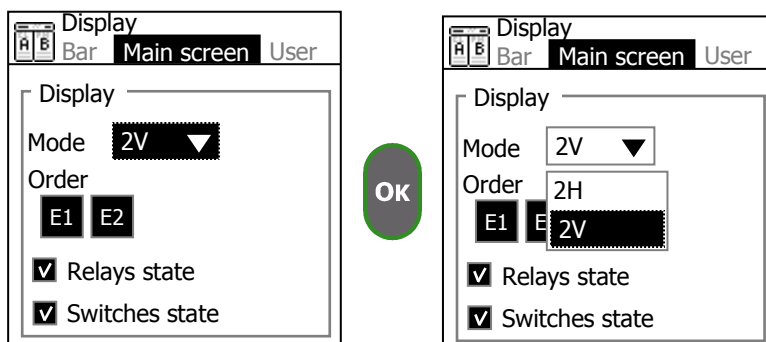 Display
A B Bar Main screen User
Display
Mode 2V
Order
E1 E2
Relays state
Switches state
OK
Display
A B Bar Main screen User
Display
Mode 2V
Order 2H
E1 E 2V
Relays state
Switches state